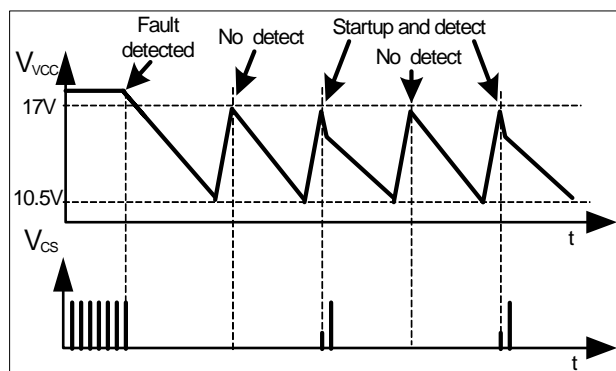 Fault
detected
No detect
Startup and detect
No detect
VVCC
17V
10.5V
t
VCS
t